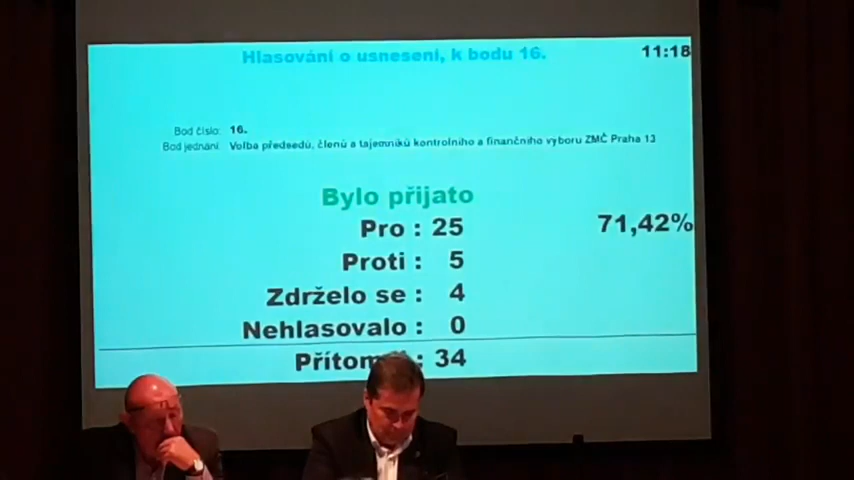 Hlasování o usnesení, k bodu 16.
11:18
Bod číslo: 16.
Bod jednání: Volba předsedů, členů a tajemníků kontrolního a finančního výboru ZMČ Praha 13
Bylo přijato
Pro : 25
71,42%
Proti : 5
Zdrželo se : 4
Nehlasovalo : 0
: 34